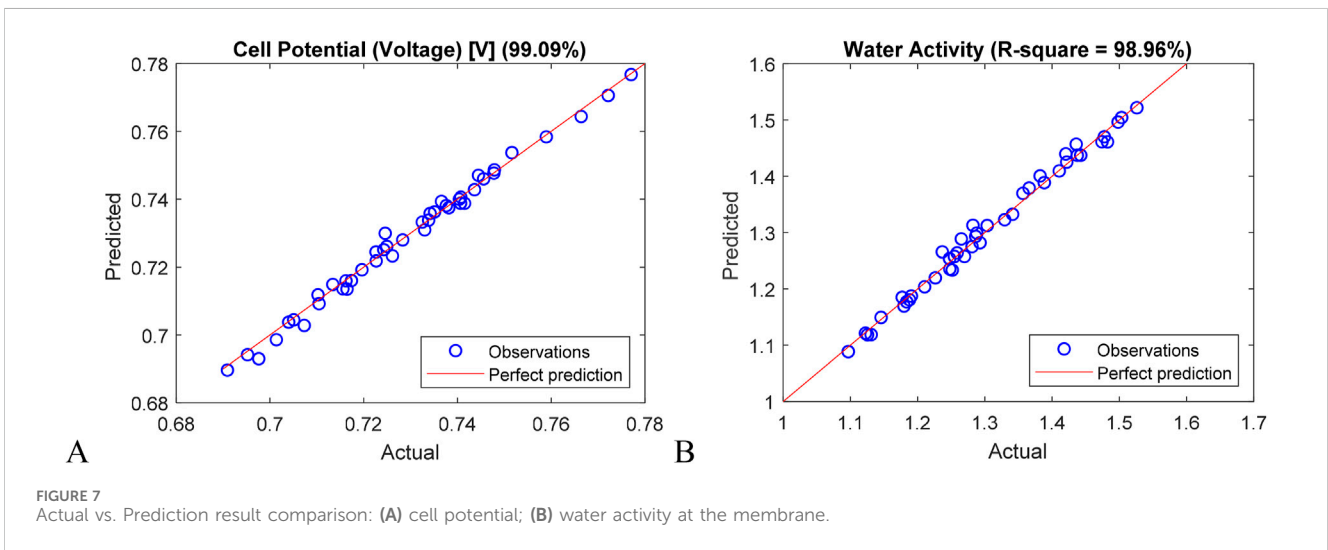 Cell Potential (Voltage) [V] (99.09%)
0.78
0.76
0.74
0.72
0.7
0.68
Predicted
0.68 0.7 0.72 0.74 0.76 0.78
Actual
Observations
Perfect prediction
A
Water Activity (R-square = 98.96%)
1.6
1.5
1.4
1.3
1.2
1.1
1
Predicted
1 1.1 1.2 1.3 1.4 1.5 1.6 1.7
Actual
Observations
Perfect prediction
B
FIGURE 7
Actual vs. Prediction result comparison: (A) cell potential; (B) water activity at the membrane.